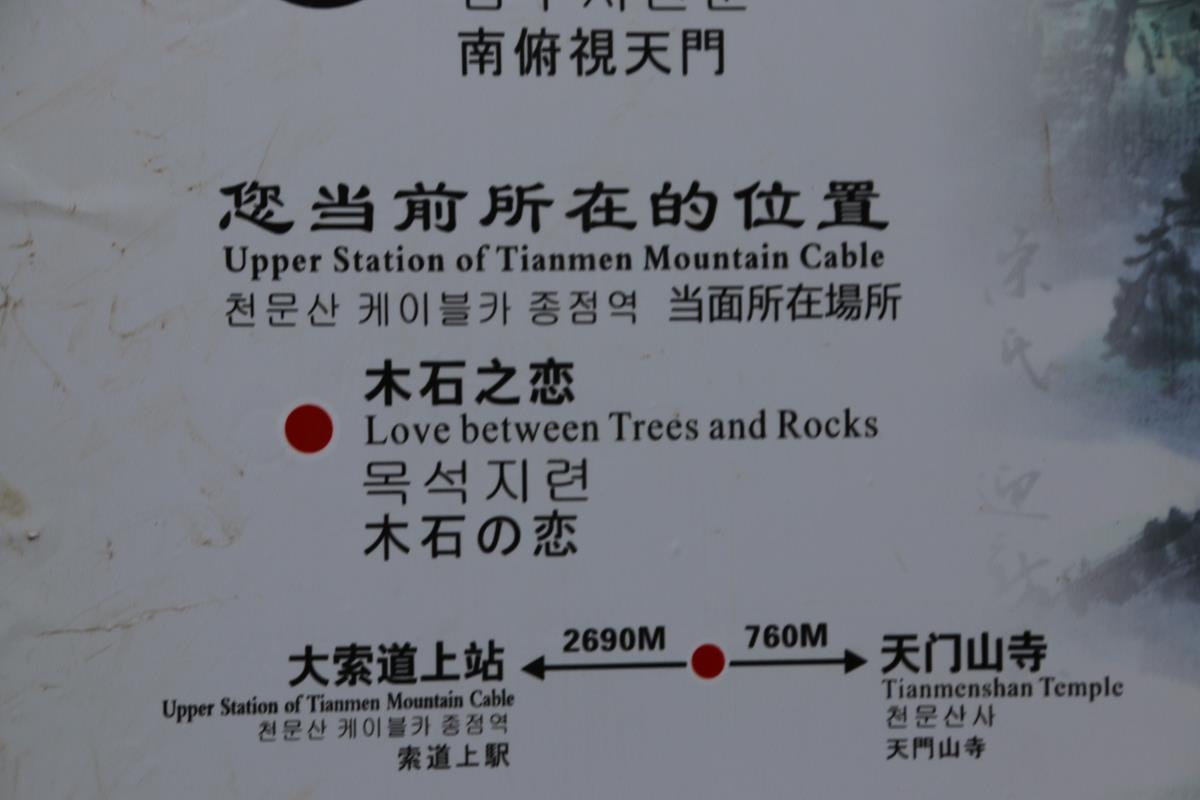 南俯視天門
您当前所在的位置
Upper Station of Tianmen Mountain Cable
천문산 케이블카 종점역 当面所在場所
木石之恋
Love between Trees and Rocks
목석지련
木石の恋
2690M 760M
大索道上站
Upper Station of Tianmen Mountain Cable
천문산 케이블카 종점역
索道上駅
天门山寺
Tianmenshan Temple
천문산사
天門山寺